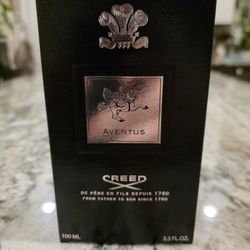 AVENTUS
CREED
DE PÈRE EN FILS DEPUIS 1760
FROM FATHER TO SON SINCE 1760
100 ML 3.3 FL.OZ